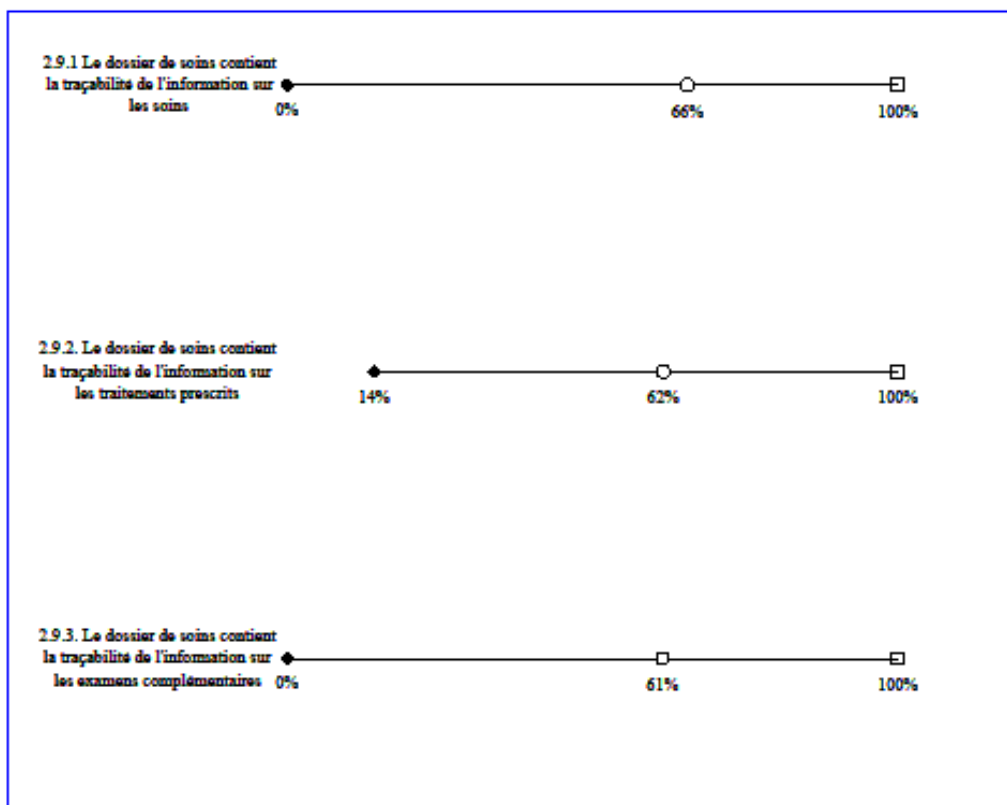 2.9.1 Le dossier de soins contient
la traçabilité de l'information sur
les soins
0%
66%
100%
2.9.2. Le dossier de soins contient
la traçabilité de l'information sur
les traitements prescrits
14%
62%
100%
2.9.3. Le dossier de soins contient
la traçabilité de l'information sur
les examens complémentaires
0%
61%
100%